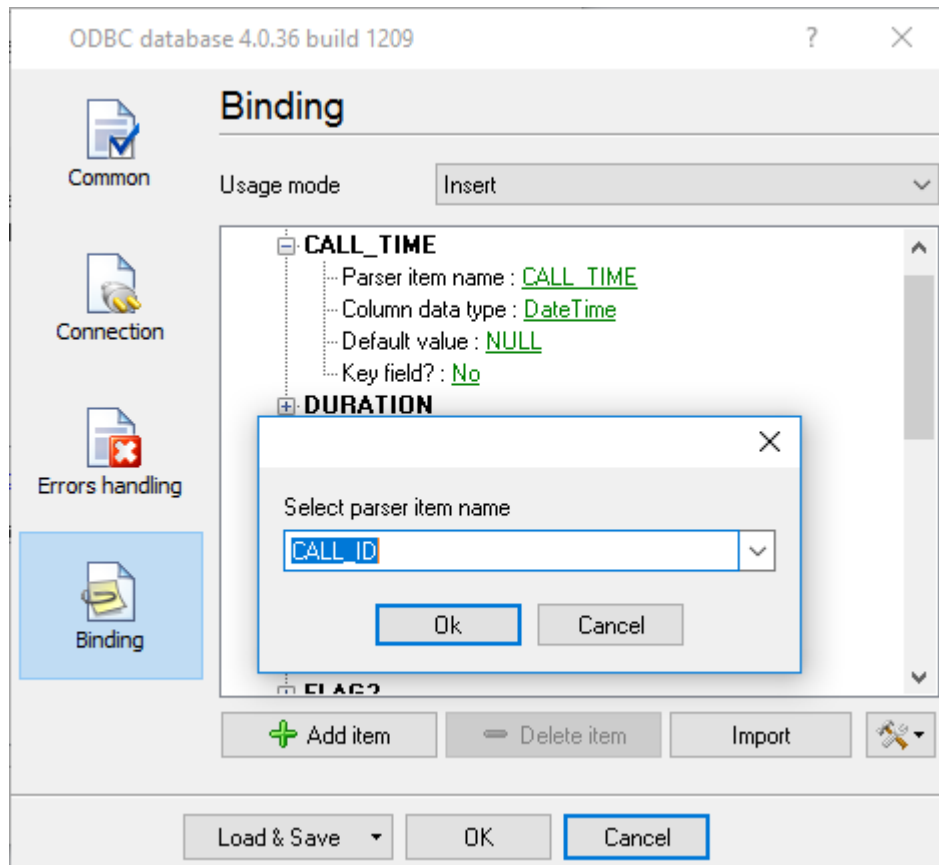 ODBC database 4.0.36 build 1209
?
Common
Connection
Errors handling
Binding
Binding
Usage mode
Insert
CALL_TIME
Parser item name : CALL_TIME
Column data type : DateTime
Default value : NULL
Key field? : No
DURATION
Select parser item name
CALL_ID
Ok
Cancel
FLAG2
Add item
Delete item
Import
Load & Save
OK
Cancel